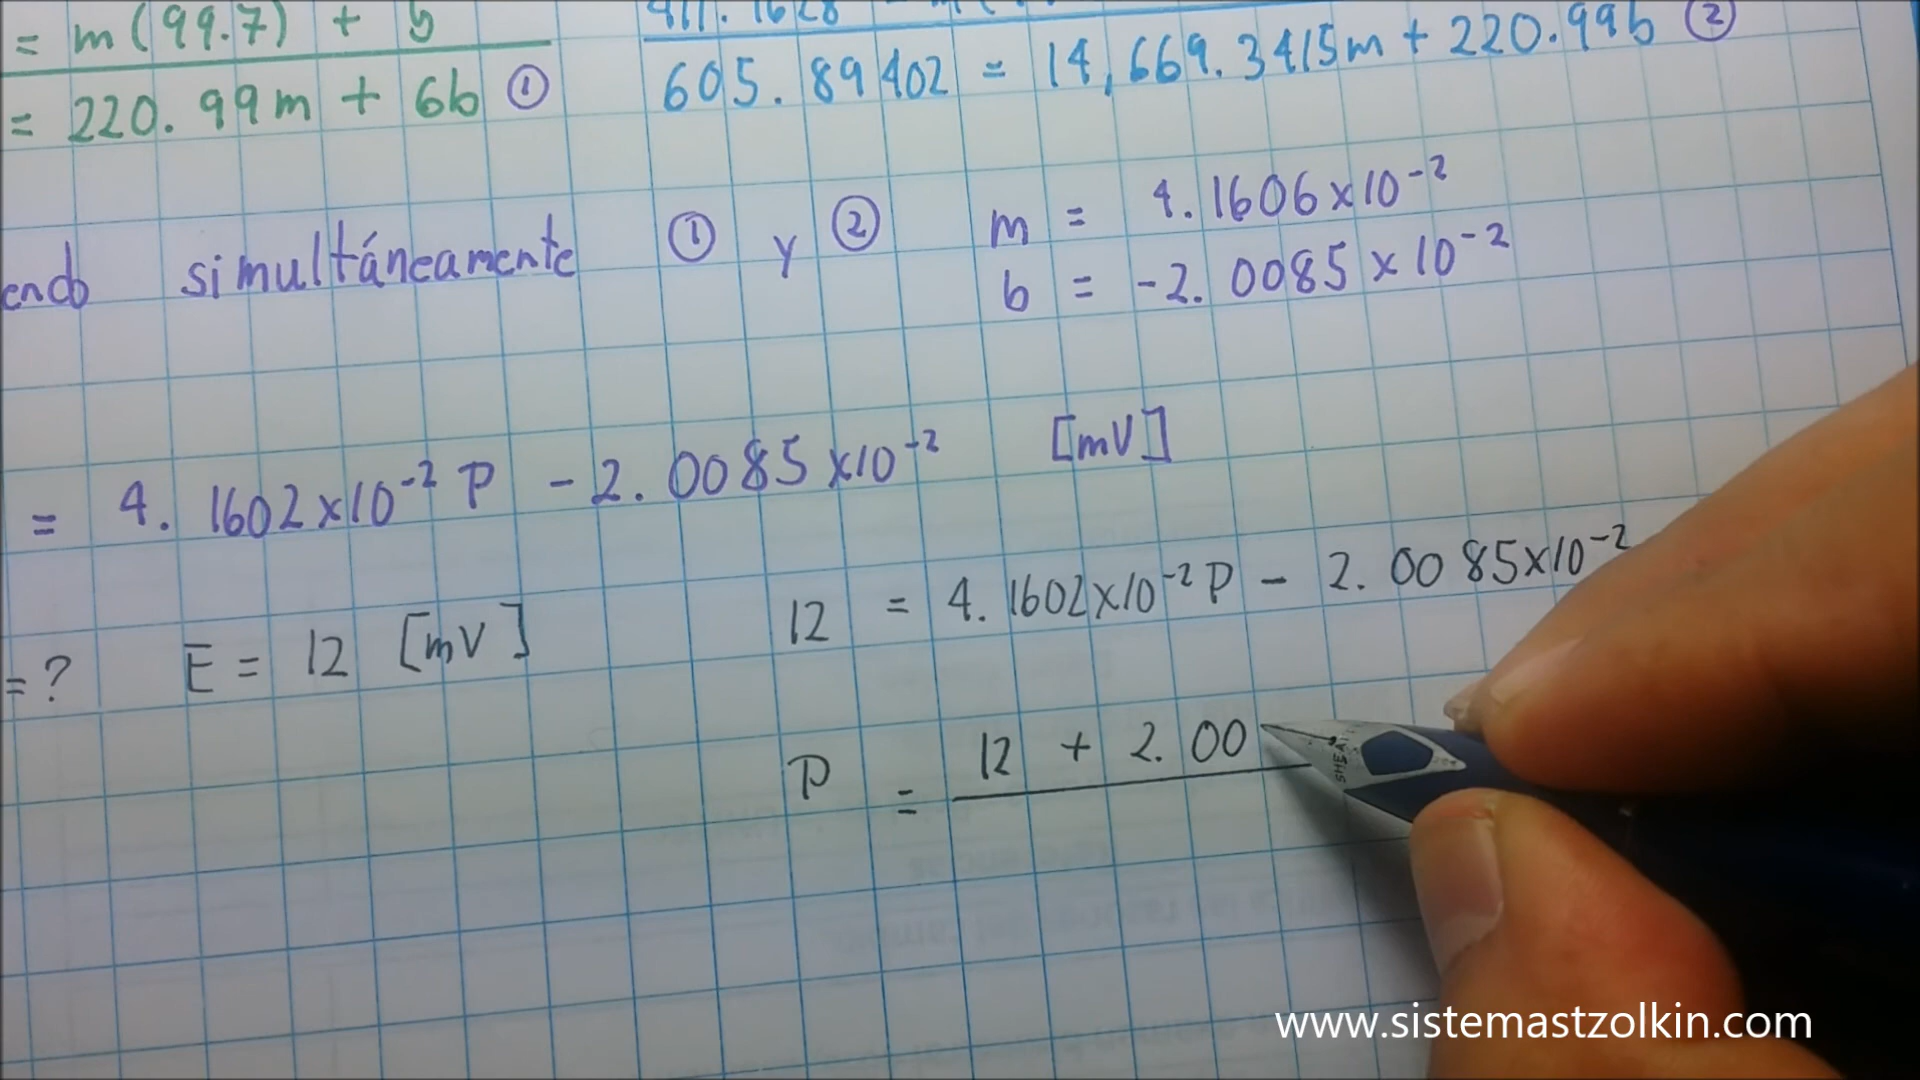 = m(99.7) + b
= 220.99m + 6b ①
605.89402 = 14,669.3415m + 220.99b ②
endo simultáneamente ① y ②
m = 4.1606x10⁻²
b = -2.0085x10⁻²
= 4.1602x10⁻² P - 2.0085x10⁻² [mV]
= ? E = 12 [mV]
12 = 4.1602x10⁻² P - 2.0085x10⁻²
P = 12 + 2.00
SHEA
www.sistemastzolkin.com